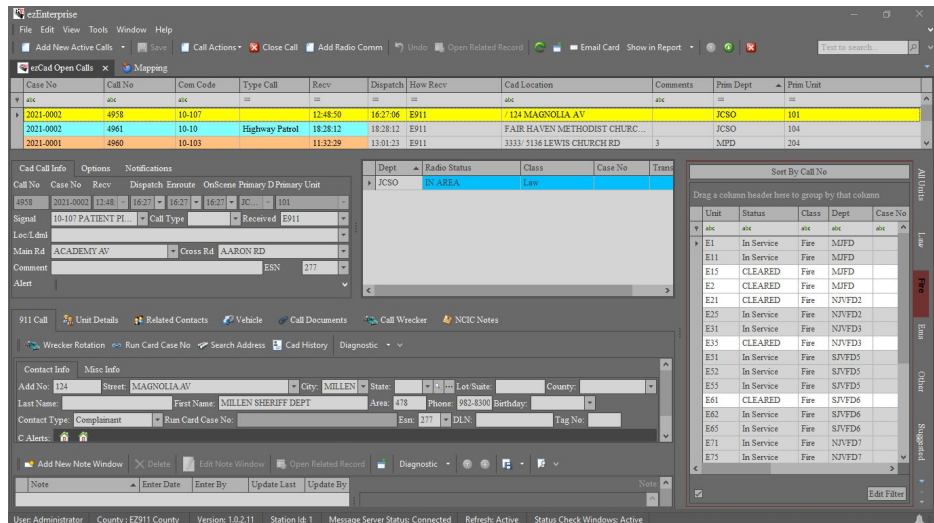 ezEnterprise
File Edit View Tools Window Help
Add New Active Calls Save Call Actions Close Call Add Radio Comm Undo Open Related Record Email Card Show in Report Text to search...
ezCad Open Calls Mapping
Case No Call No Com Code Type Call Recv Dispatch How Recv Cad Location Comments Prim Dept Prim Unit
abc abc abc = = = = abc abc = =
2021-0002 4958 10-107 12:48:50 16:27:06 E911 / 124 MAGNOLIA AV JCSO 101
2021-0002 4961 10-10 Highway Patrol 18:28:12 18:28:12 E911 FAIR HAVEN METHODIST CHURC... JCSO 104
2021-0001 4960 10-103 11:32:29 13:01:23 E911 3333/ 5136 LEWIS CHURCH RD 3 MPD 204
Cad Call Info Options Notifications
Call No Case No Recv Dispatch Enroute OnScene Primary D Primary Unit
4958 2021-0002 12:48 16:27 16:27 16:27 JC... 101
Signal 10-107 PATIENT PI... Call Type Received E911
Loc/Ldml
Main Rd ACADEMY AV Cross Rd AARON RD
Comment ESN 277
Alert
Dept Radio Status Class Case No Trans
JCSO IN AREA Law
Sort By Call No
Drag a column header here to group by that column
Unit Status Class Dept Case No
abc abc abc abc abc
E1 In Service Fire MJFD
E11 In Service Fire MJFD
E15 CLEARED Fire MJFD
E2 CLEARED Fire MJFD
E21 CLEARED Fire NJVFD2
E25 In Service Fire NJVFD2
E31 In Service Fire NJVFD3
E35 CLEARED Fire NJVFD3
E51 In Service Fire SJVFD5
E52 In Service Fire SJVFD5
E55 In Service Fire SJVFD5
E61 CLEARED Fire SJVFD6
E62 In Service Fire SJVFD6
E65 In Service Fire SJVFD6
E71 In Service Fire NJVFD7
E75 In Service Fire NJVFD7
Edit Filter
All Units
Law
Fire
Ems
Other
Suggested
911 Call Unit Details Related Contacts Vehicle Call Documents Call Wrecker NCIC Notes
Wrecker Rotation Run Card Case No Search Address Cad History Diagnostic
Contact Info Misc Info
Add No: 124 Street: MAGNOLIA AV City: MILLEN State: Lot/Suite: County:
Last Name: First Name: MILLEN SHERIFF DEPT Area: 478 Phone: 982-8300 Birthday:
Contact Type: Complainant Run Card Case No: Esn: 277 DLN: Tag No:
C Alerts:
Add New Note Window Delete Edit Note Window Open Related Record Diagnostic
Note Enter Date Enter By Update Last Update By Note:
User: Administrator County : EZ911 County Version: 1.0.2.11 Station Id: 1 Message Server Status: Connected Refresh: Active Status Check Windows: Active